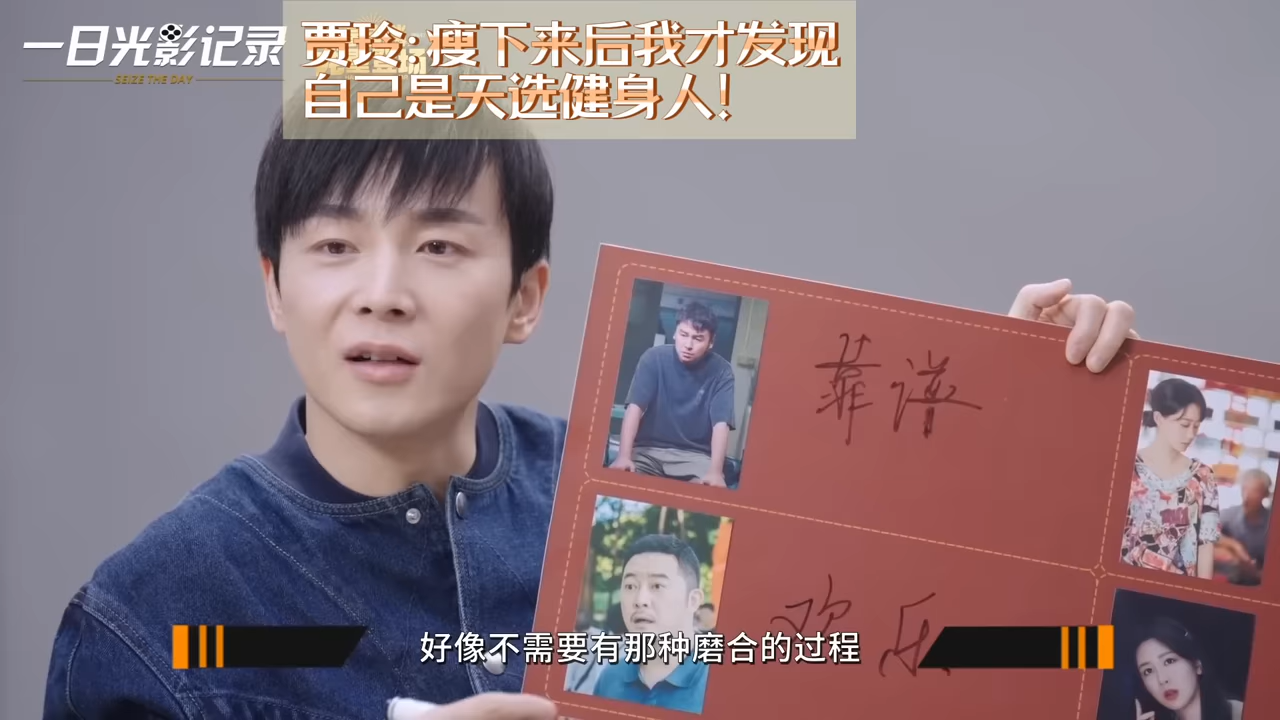 一日光影记录
SEIZE THE DAY
贾玲:瘦下来后我才发现
自己是天选健身人!
靠谱
欢乐
好像不需要有那种磨合的过程